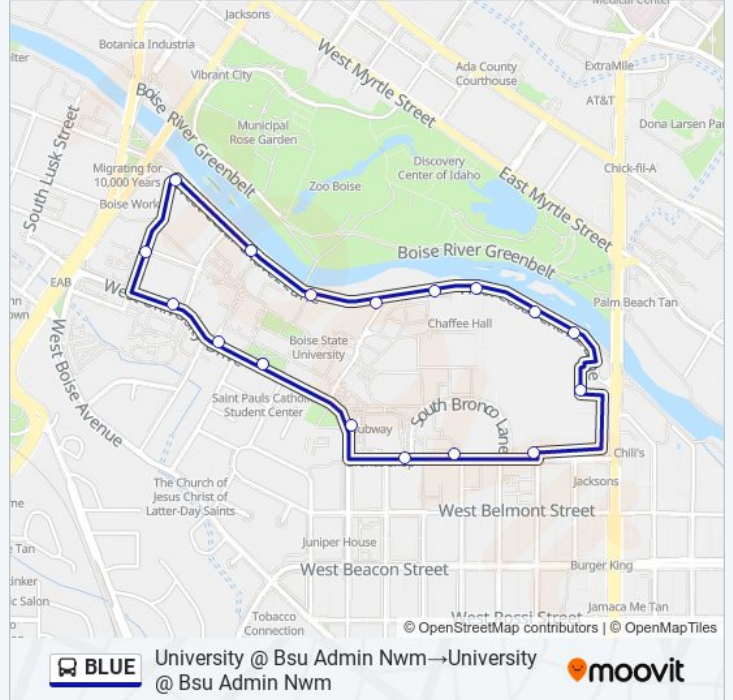 Medical Center
Jacksons
Botanica Industria
West Myrtle Street
ExtraMile
Ada County
Courthouse
Vibrant City
AT&T
Boise River Greenbelt
Municipal
Rose Garden
Dona Larsen Par
South Lusk Street
Migrating for
10,000 Years
Discovery
Center of Idaho
Chick-fil-A
Zoo Boise
East Myrtle Street
Boise Work
Boise River Greenbelt
EAB
Palm Beach Tan
Chaffee Hall
Boise State
University
West Boise Avenue
Saint Pauls Catholic
Student Center
South Bronco Lane
Subway
Chill's
The Church of
Jesus Christ of
Latter-Day Saints
Jacksons
West Belmont Street
Tan
Juniper House
West Beacon Street
Burger King
c Salon
Jamaca Me Tan
Tobacco
Connection
West Rossi Street
© OpenStreetMap contributors | © OpenMapTiles
BLUE
University @ Bsu Admin Nwm→University
@ Bsu Admin Nwm
moovit